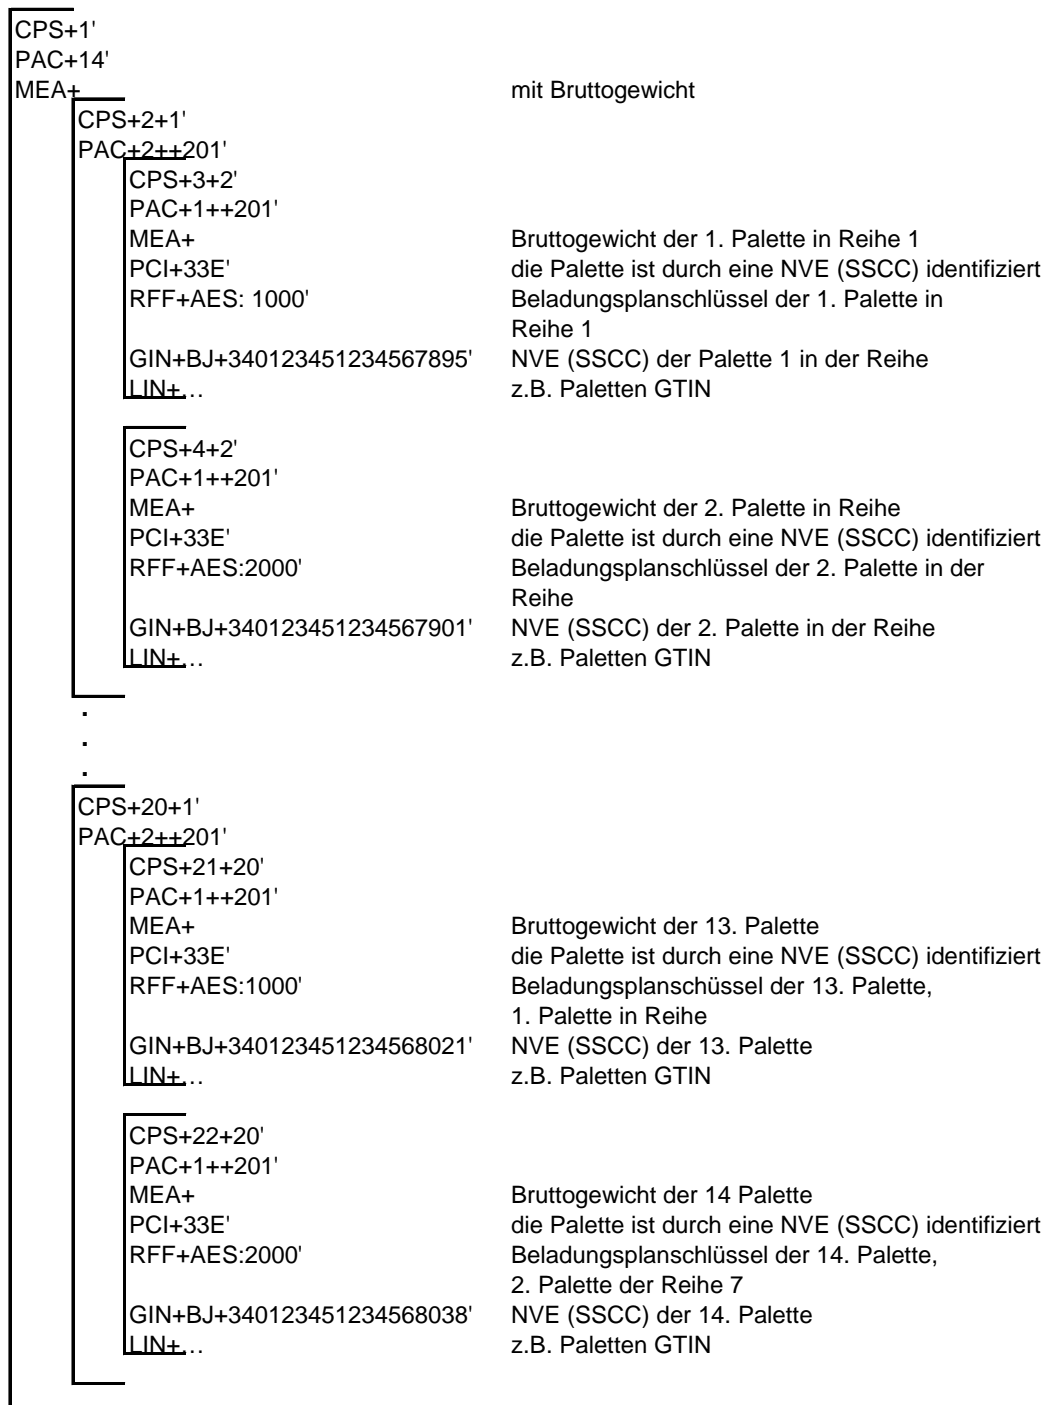 CPS+1'
PAC+14'
MEA+ mit Bruttogewicht
CPS+2+1'
PAC+2++201'
CPS+3+2'
PAC+1++201'
MEA+ Bruttogewicht der 1. Palette in Reihe 1
PCI+33E' die Palette ist durch eine NVE (SSCC) identifiziert
RFF+AES: 1000' Beladungsplanschlüssel der 1. Palette in
Reihe 1
GIN+BJ+340123451234567895' NVE (SSCC) der Palette 1 in der Reihe
LIN+… z.B. Paletten GTIN
CPS+4+2'
PAC+1++201'
MEA+ Bruttogewicht der 2. Palette in Reihe
PCI+33E' die Palette ist durch eine NVE (SSCC) identifiziert
RFF+AES:2000' Beladungsplanschlüssel der 2. Palette in der
Reihe
GIN+BJ+340123451234567901' NVE (SSCC) der 2. Palette in der Reihe
LIN+… z.B. Paletten GTIN
.
.
.
CPS+20+1'
PAC+2++201'
CPS+21+20'
PAC+1++201'
MEA+ Bruttogewicht der 13. Palette
PCI+33E' die Palette ist durch eine NVE (SSCC) identifiziert
RFF+AES:1000' Beladungsplanschüssel der 13. Palette,
1. Palette in Reihe
GIN+BJ+340123451234568021' NVE (SSCC) der 13. Palette
LIN+… z.B. Paletten GTIN
CPS+22+20'
PAC+1++201'
MEA+ Bruttogewicht der 14 Palette
PCI+33E' die Palette ist durch eine NVE (SSCC) identifiziert
RFF+AES:2000' Beladungsplanschlüssel der 14. Palette,
2. Palette der Reihe 7
GIN+BJ+340123451234568038' NVE (SSCC) der 14. Palette
LIN+… z.B. Paletten GTIN